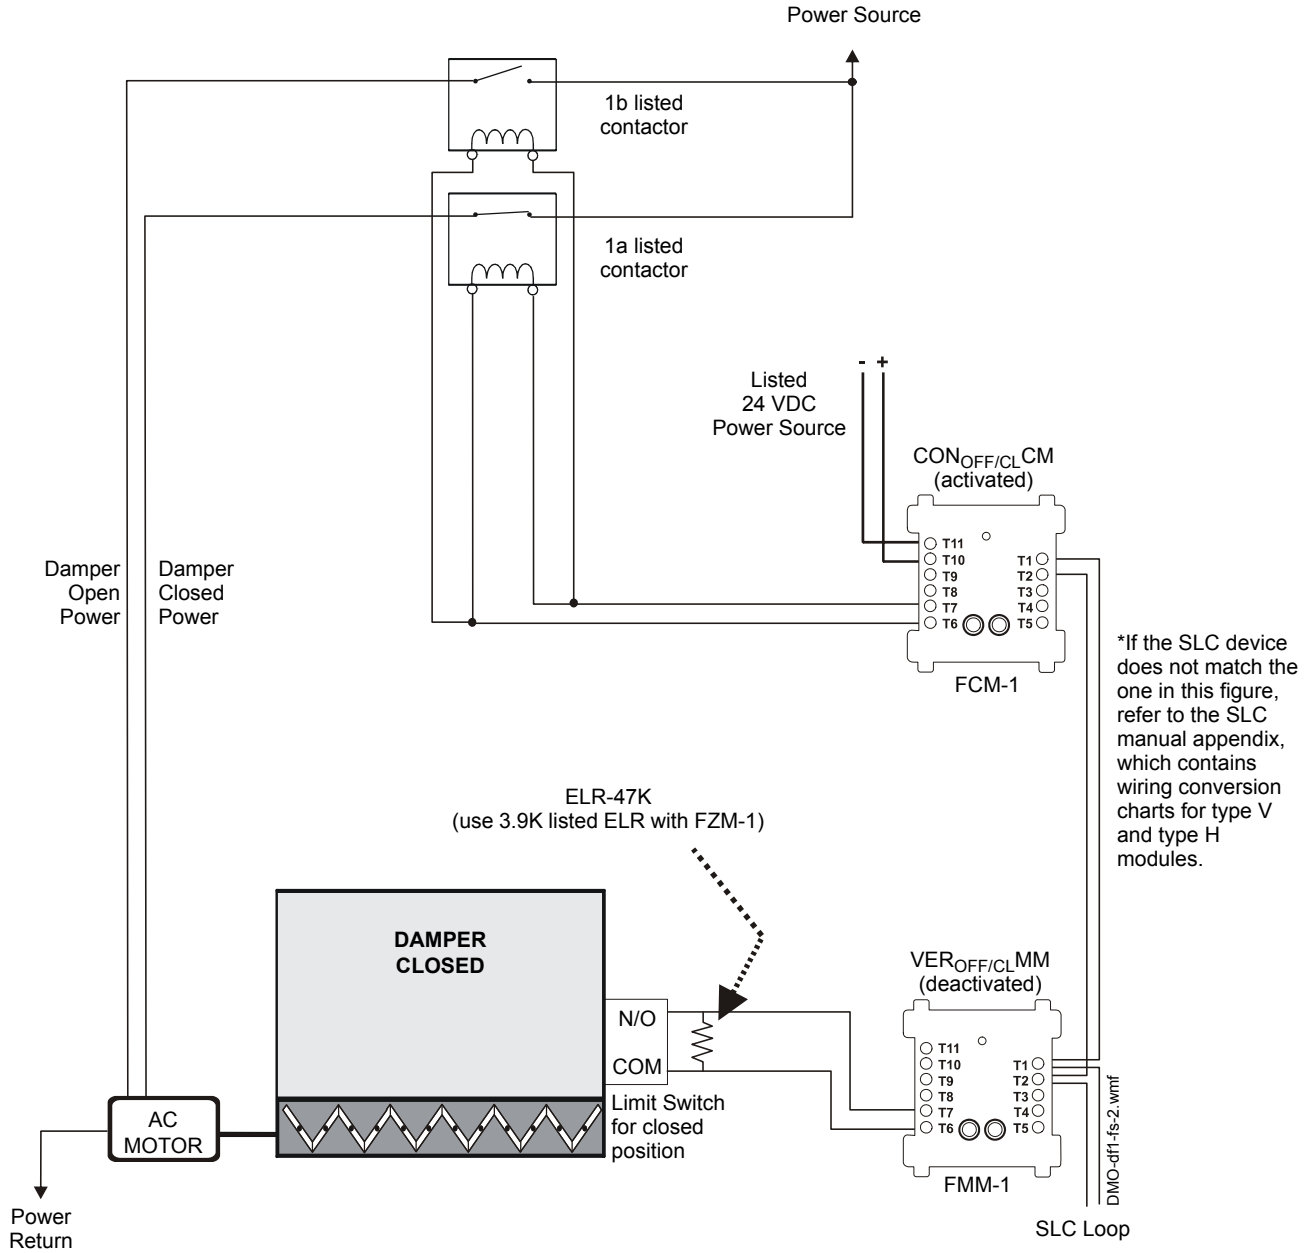 Power Source
1b listed
contactor
1a listed
contactor
- +
Listed
24 VDC
Power Source
CONOFF/CLCM
(activated)
T11
T10
T9
T8
T7
T6
T1
T2
T3
T4
T5
FCM-1
Damper
Open
Power
Damper
Closed
Power
*If the SLC device
does not match the
one in this figure,
refer to the SLC
manual appendix,
which contains
wiring conversion
charts for type V
and type H
modules.
ELR-47K
(use 3.9K listed ELR with FZM-1)
DAMPER
CLOSED
N/O
COM
Limit Switch
for closed
position
VEROFF/CLMM
(deactivated)
T11
T10
T9
T8
T7
T6
T1
T2
T3
T4
T5
FMM-1
DMO-df1-fs-2.wmf
SLC Loop
AC
MOTOR
Power
Return